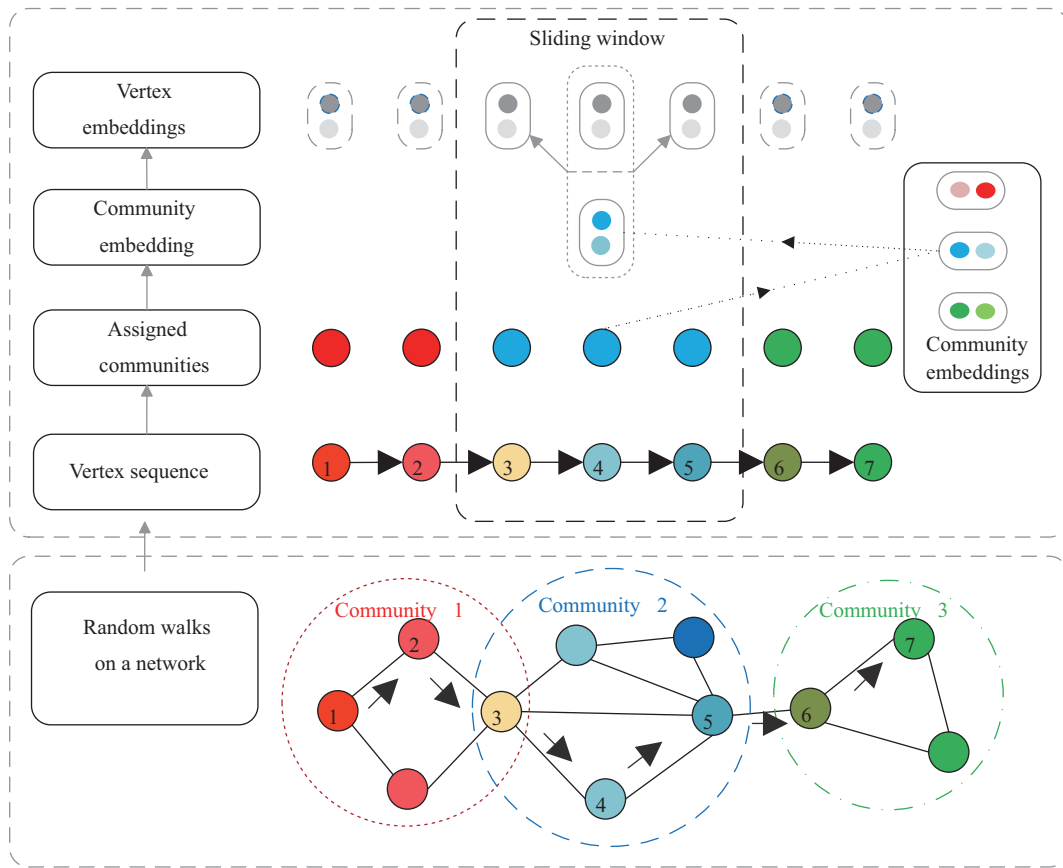 Sliding window
Vertex
embeddings
Community
embedding
Assigned
communities
Community
embeddings
Vertex sequence
1
2
3
4
5
6
7
Random walks
on a network
Community 1
Community 2
Community 3
2
7
1
3
5
6
4